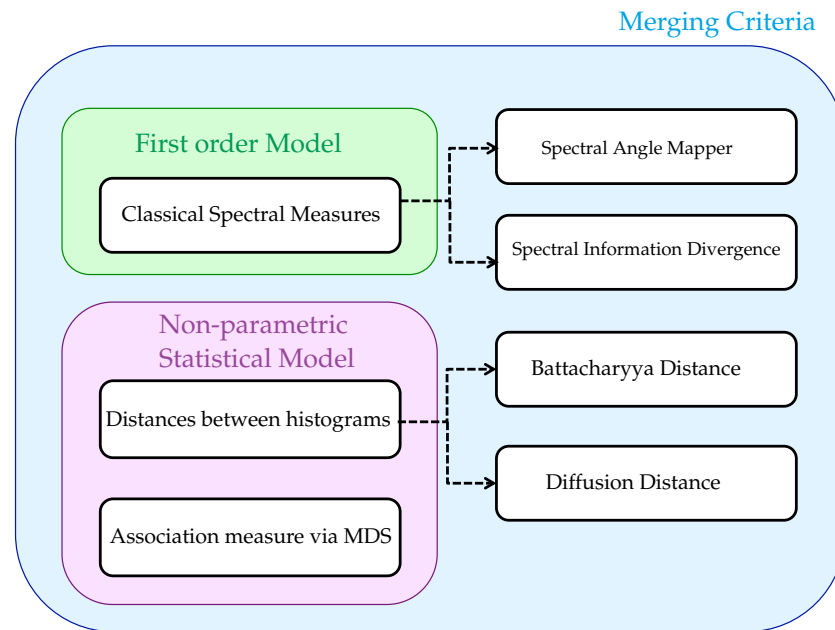 Merging Criteria
First order Model
Classical Spectral Measures
Spectral Angle Mapper
Spectral Information Divergence
Non-parametric
Statistical Model
Distances between histograms
Association measure via MDS
Battacharyya Distance
Diffusion Distance